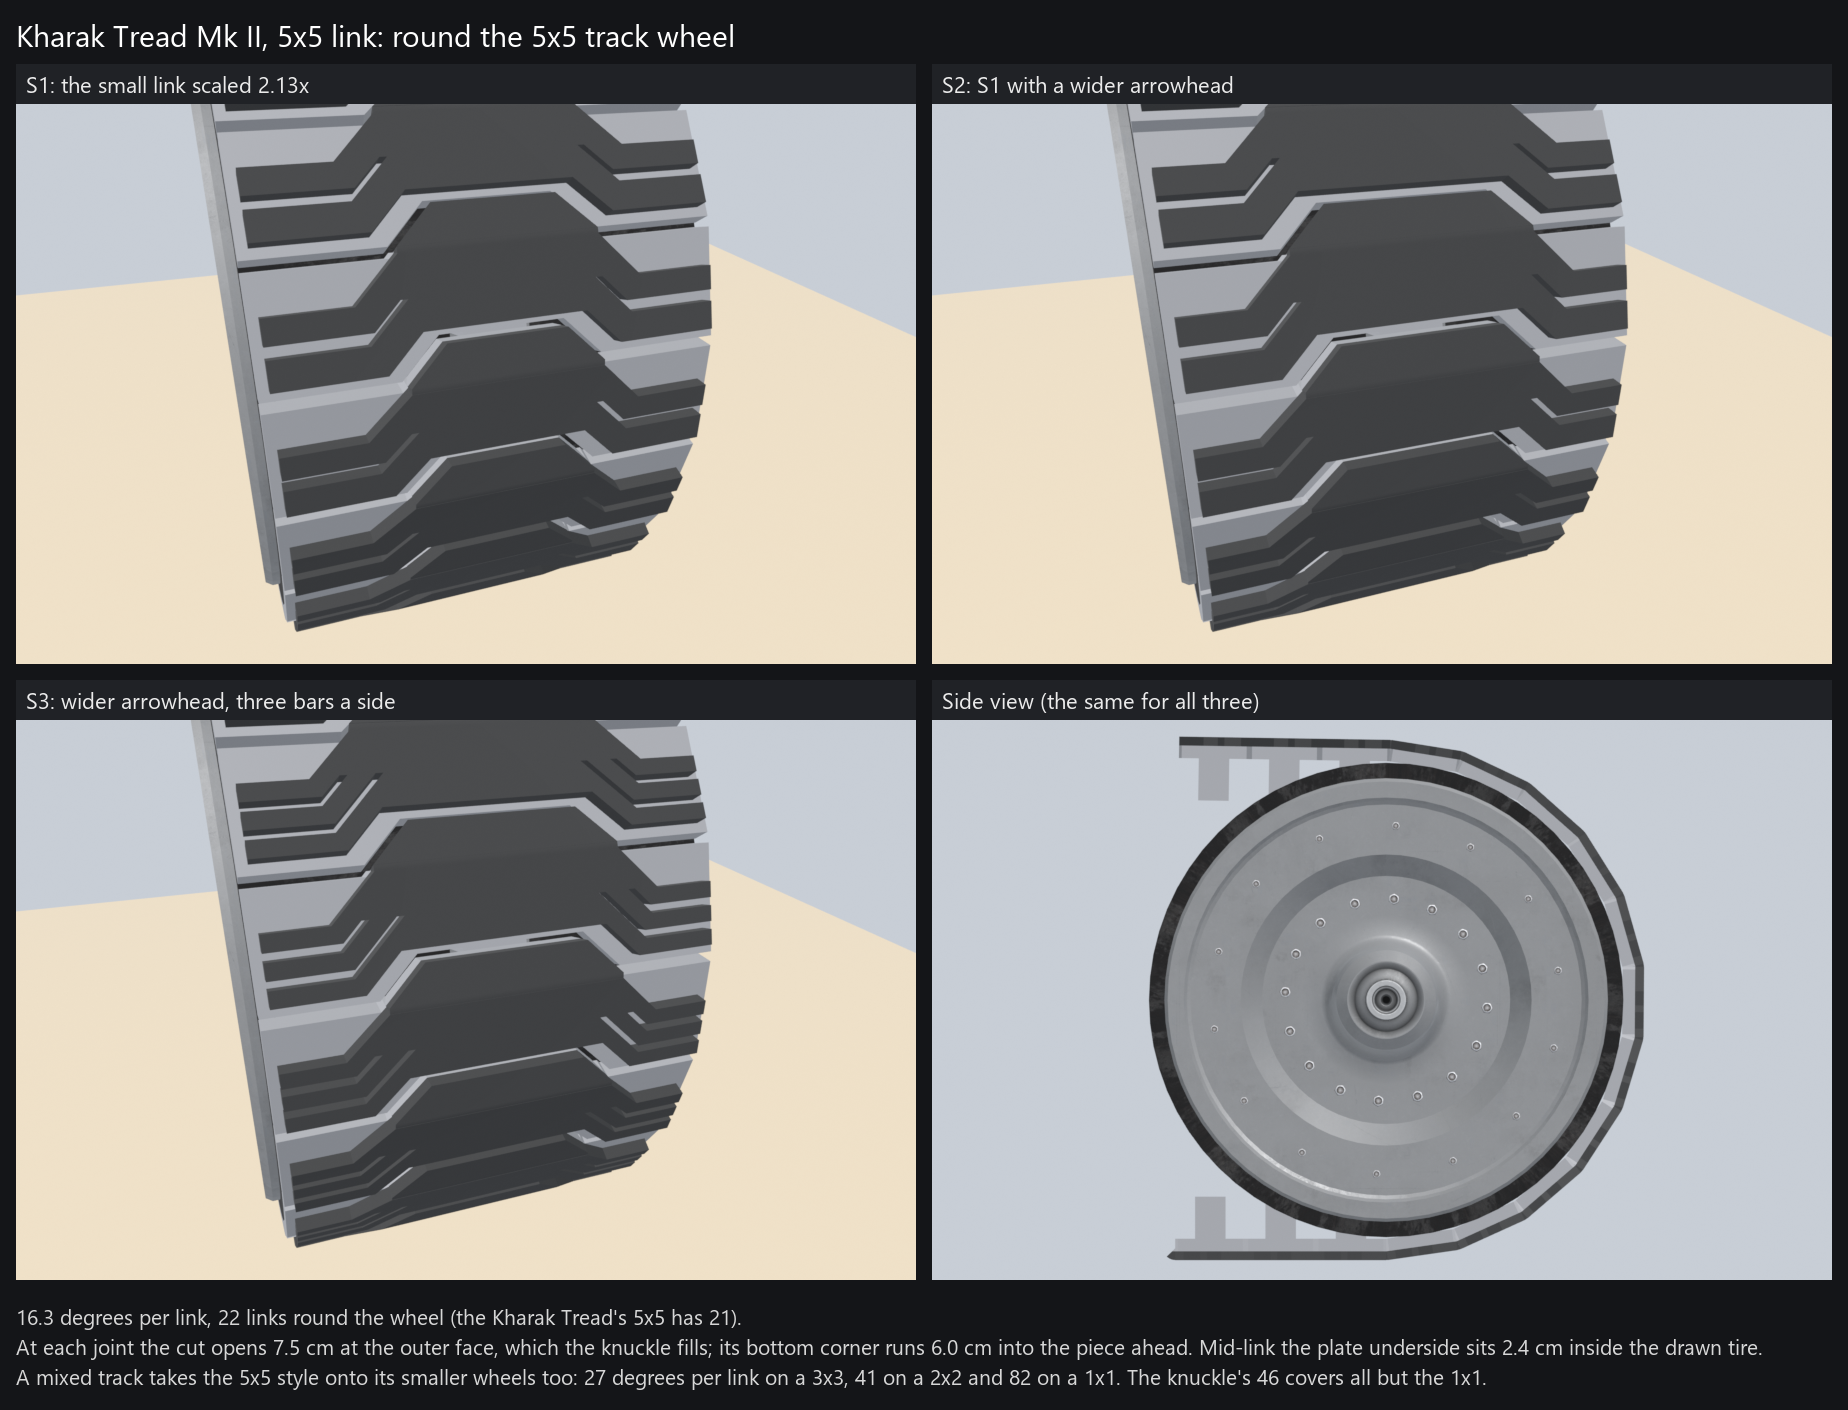 Kharak Tread Mk II, 5x5 link: round the 5x5 track wheel
S1: the small link scaled 2.13x
S2: S1 with a wider arrowhead
S3: wider arrowhead, three bars a side
Side view (the same for all three)
16.3 degrees per link, 22 links round the wheel (the Kharak Tread's 5x5 has 21).
At each joint the cut opens 7.5 cm at the outer face, which the knuckle fills; its bottom corner runs 6.0 cm into the piece ahead. Mid-link the plate underside sits 2.4 cm inside the drawn tire.
A mixed track takes the 5x5 style onto its smaller wheels too: 27 degrees per link on a 3x3, 41 on a 2x2 and 82 on a 1x1. The knuckle's 46 covers all but the 1x1.